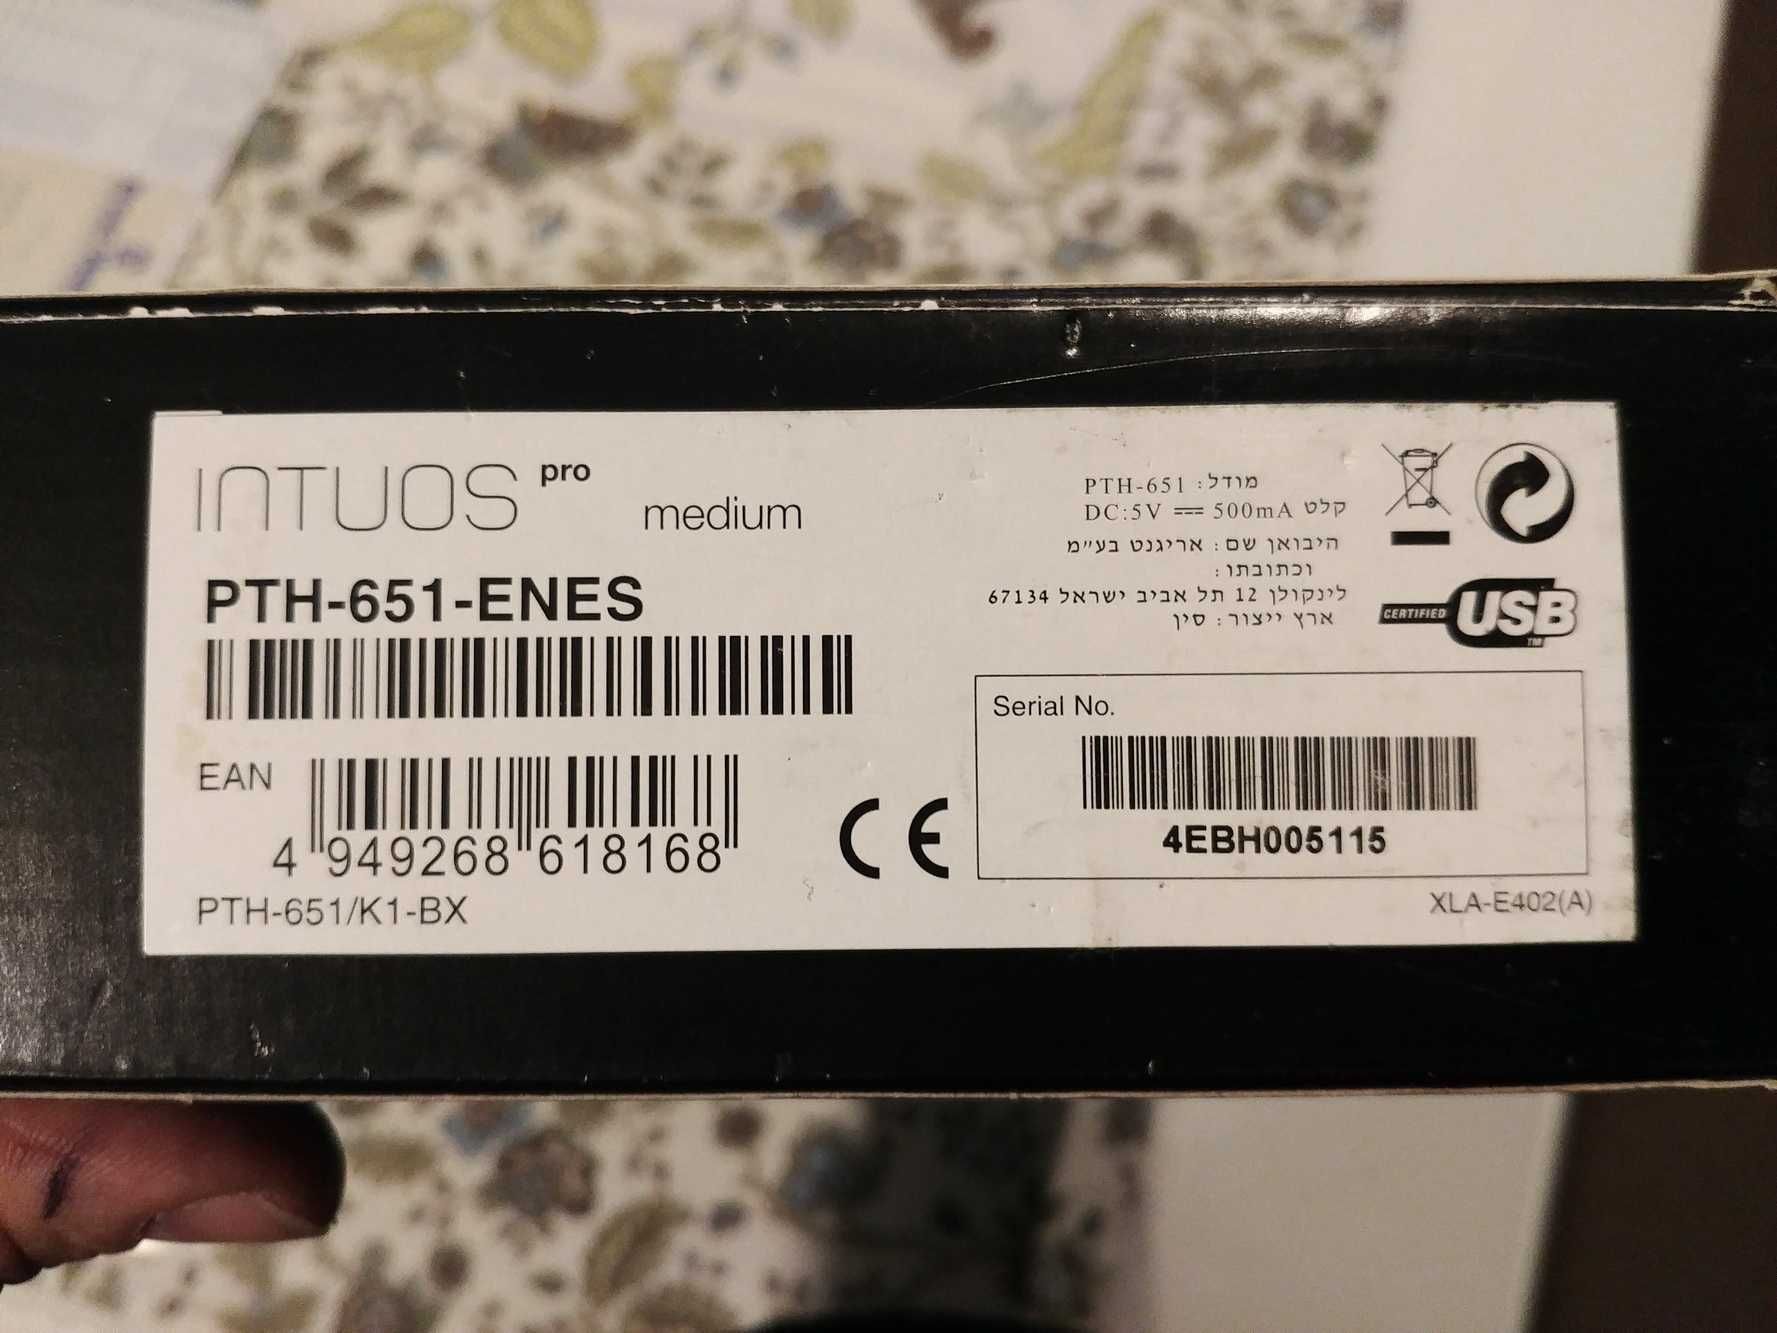 INTUOS pro
medium
PTH-651-ENES
EAN
4 949268 618168
PTH-651/K1-BX
מודל: PTH-651
קלט DC:5V 500mA
היבואן שם: אריגנט בע"מ
וכתובתו:
לינקולן 12 תל אביב ישראל 67134
ארץ ייצור: סין
CERTIFIED USB TM
Serial No.
4EBH005115
CE
XLA-E402(A)